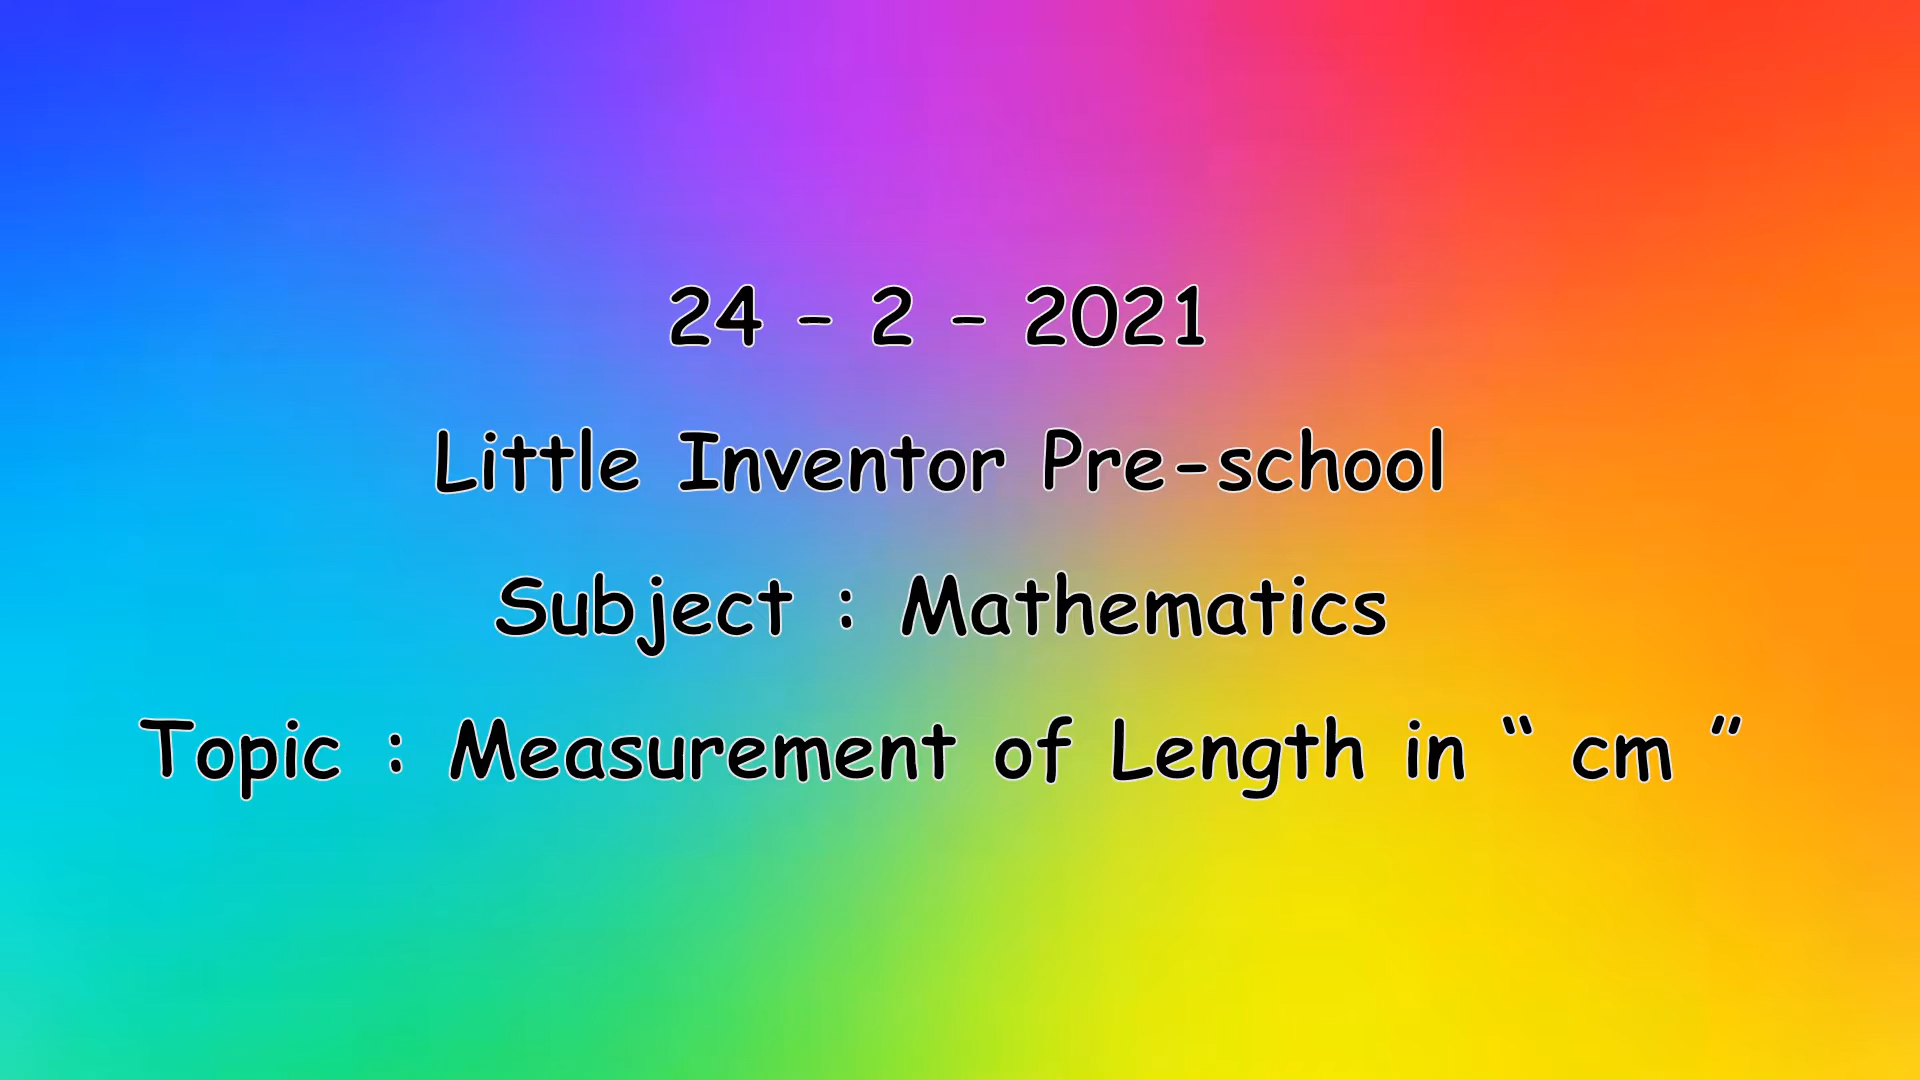 24 – 2 – 2021
Little Inventor Pre-school
Subject : Mathematics
Topic : Measurement of Length in “ cm ”